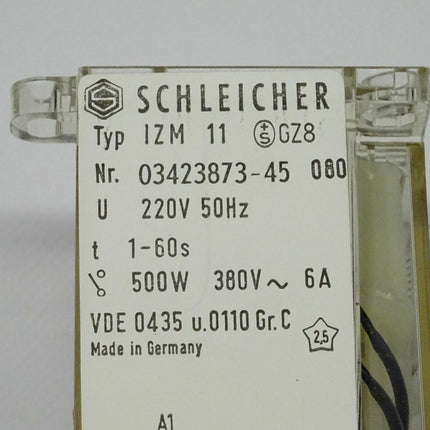 SCHLEICHER
Typ IZM 11 +S GZ8
Nr. 03423873-45 080
U 220V 50Hz
t 1-60s
500W 380V~ 6A
VDE 0435 u.0110 Gr.C 2,5
Made in Germany
A1